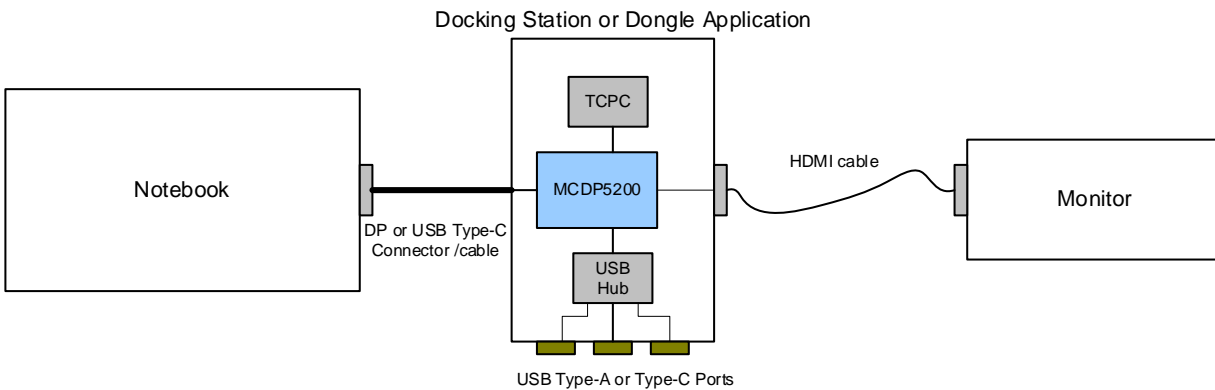 Docking Station or Dongle Application
TCPC
Notebook
MCDP5200
HDMI cable
Monitor
DP or USB Type-C
Connector /cable
USB
Hub
USB Type-A or Type-C Ports